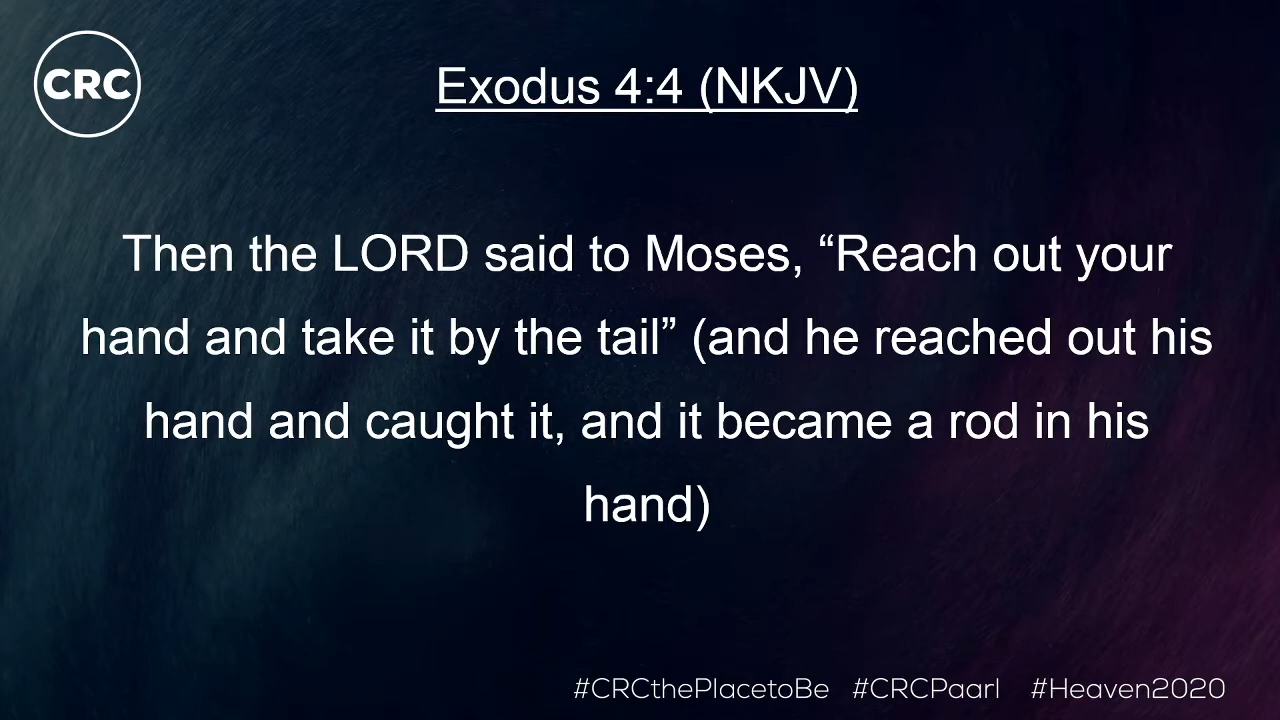 CRC
Exodus 4:4 (NKJV)
Then the LORD said to Moses, “Reach out your
hand and take it by the tail” (and he reached out his
hand and caught it, and it became a rod in his
hand)
#CRCthePlacetoBe #CRCPaarl #Heaven2020